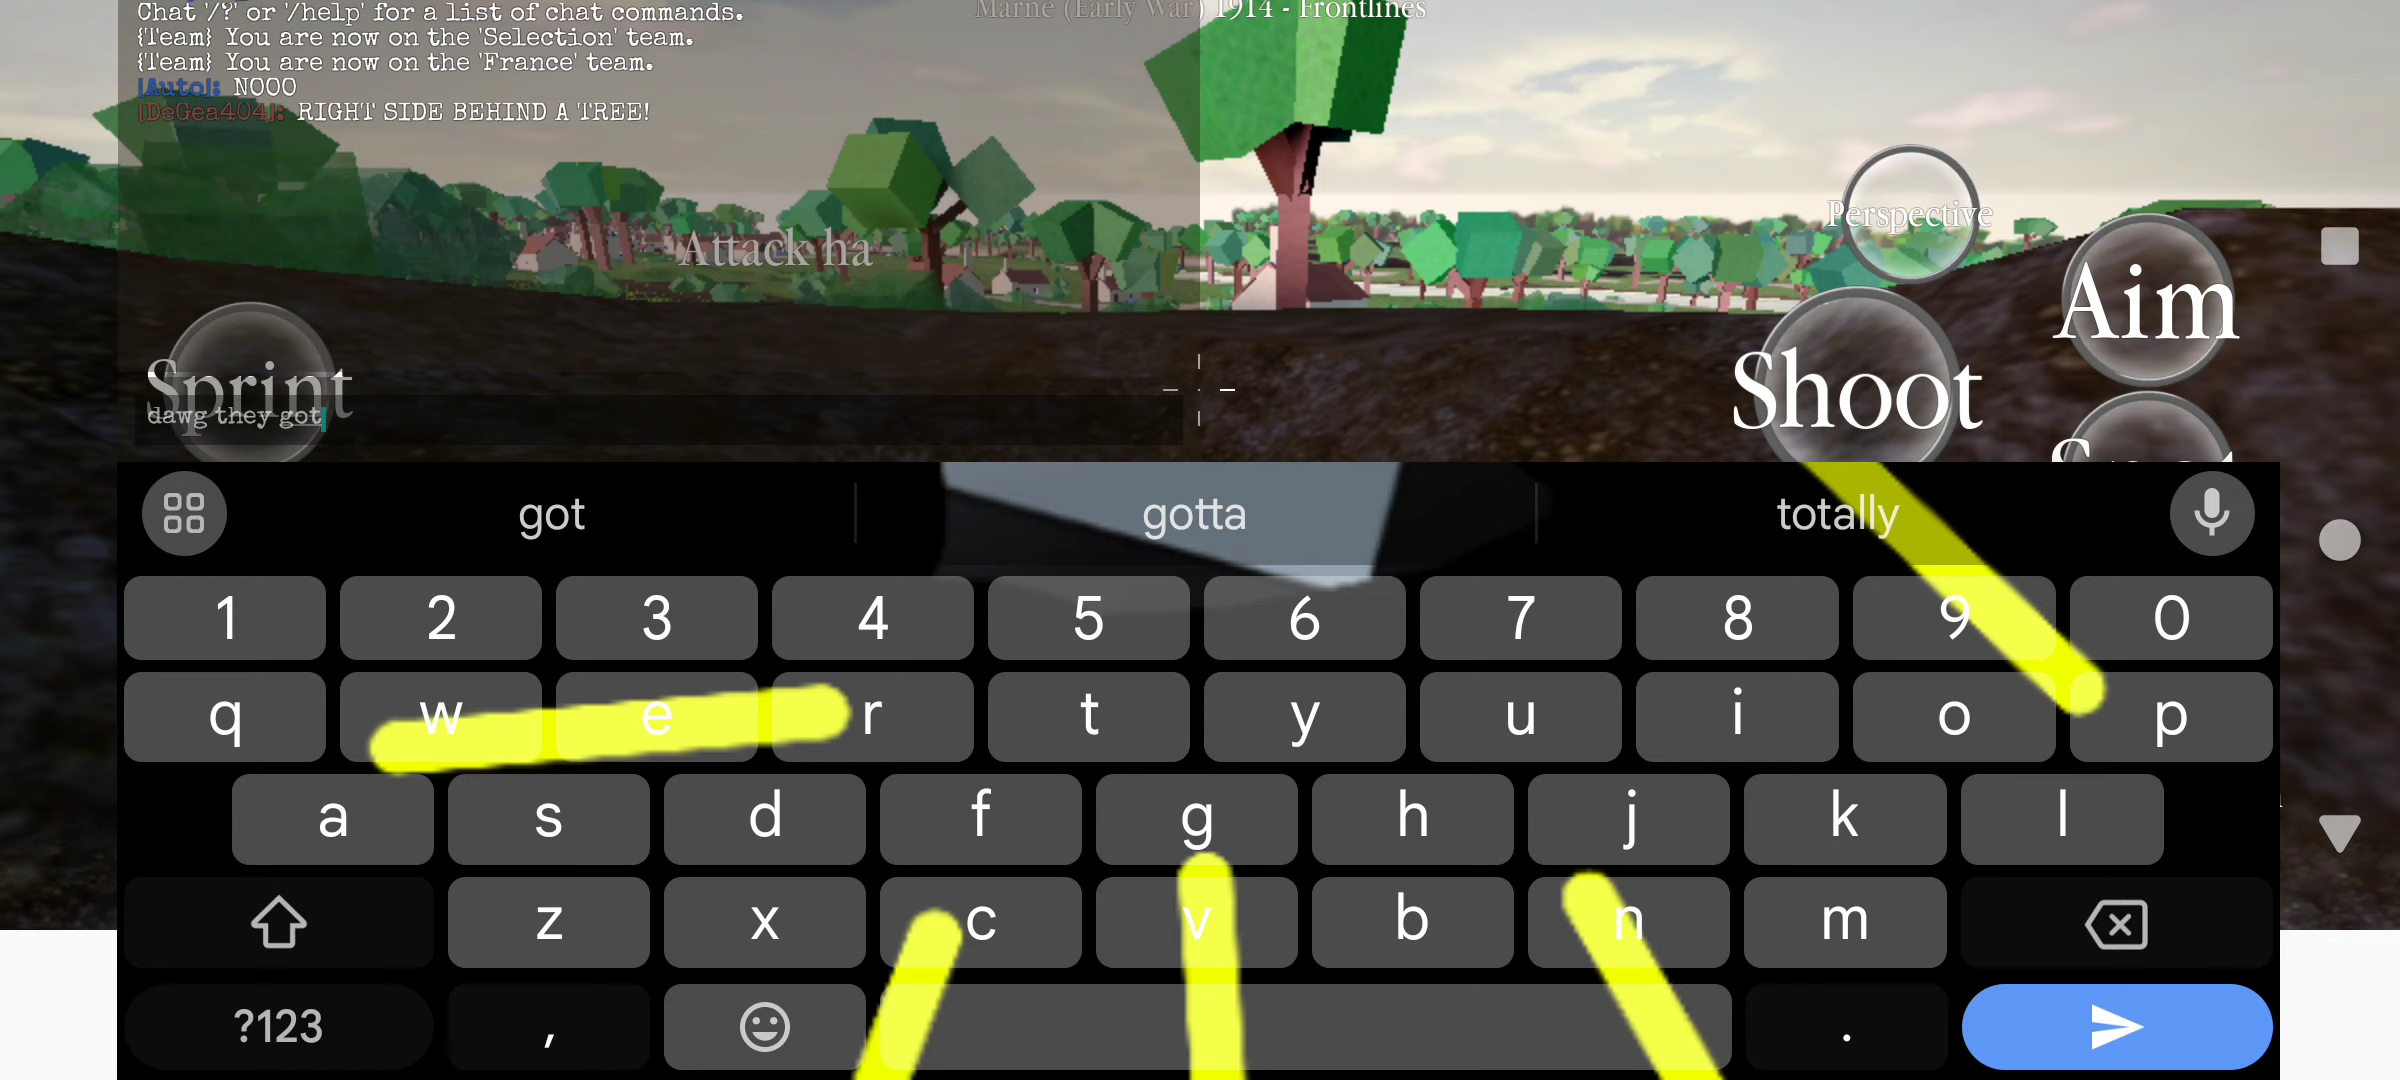 Marne (Early War) 1914 - Frontlines
Chat '/?' or '/help' for a list of chat commands.
{Team} You are now on the 'Selection' team.
{Team} You are now on the 'France' team.
[Auto]: NOOO
[DeGea404]: RIGHT SIDE BEHIND A TREE!
Perspective
Attack ha
Aim
Sprint
Shoot
dawg they got
got gotta totally
1 2 3 4 5 6 7 8 9 0
q w e r t y u i o p
a s d f g h j k l
z x c v b n m
?123 , .